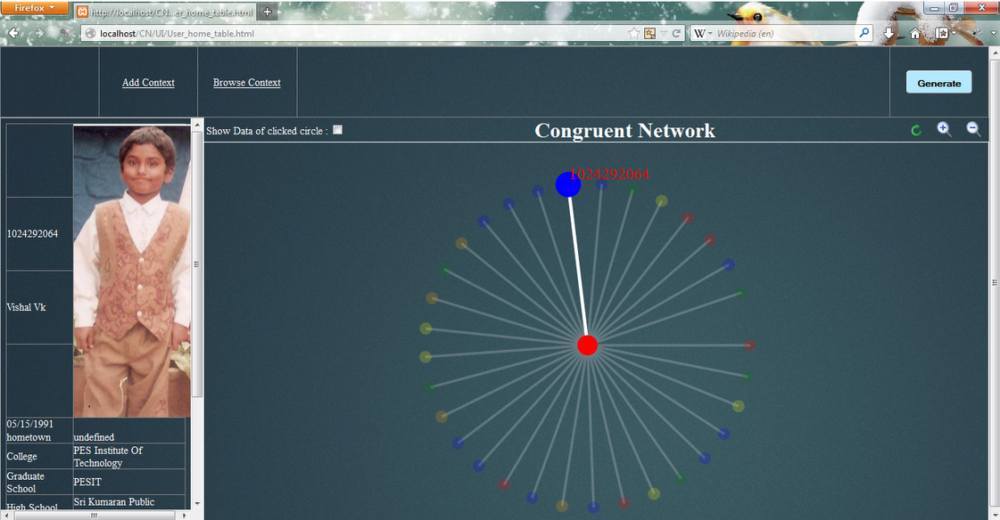 Firefox
http://localhost/CN...er_home_table.html
localhost/CN/UI/User_home_table.html
Wikipedia (en)
Add Context
Browse Context
Generate
Show Data of clicked circle :
Congruent Network
1024292064
1024292064
Vishal Vk
05/15/1991
hometown
undefined
College
PES Institute Of
Technology
Graduate
School
PESIT
High School
Sri Kumaran Public